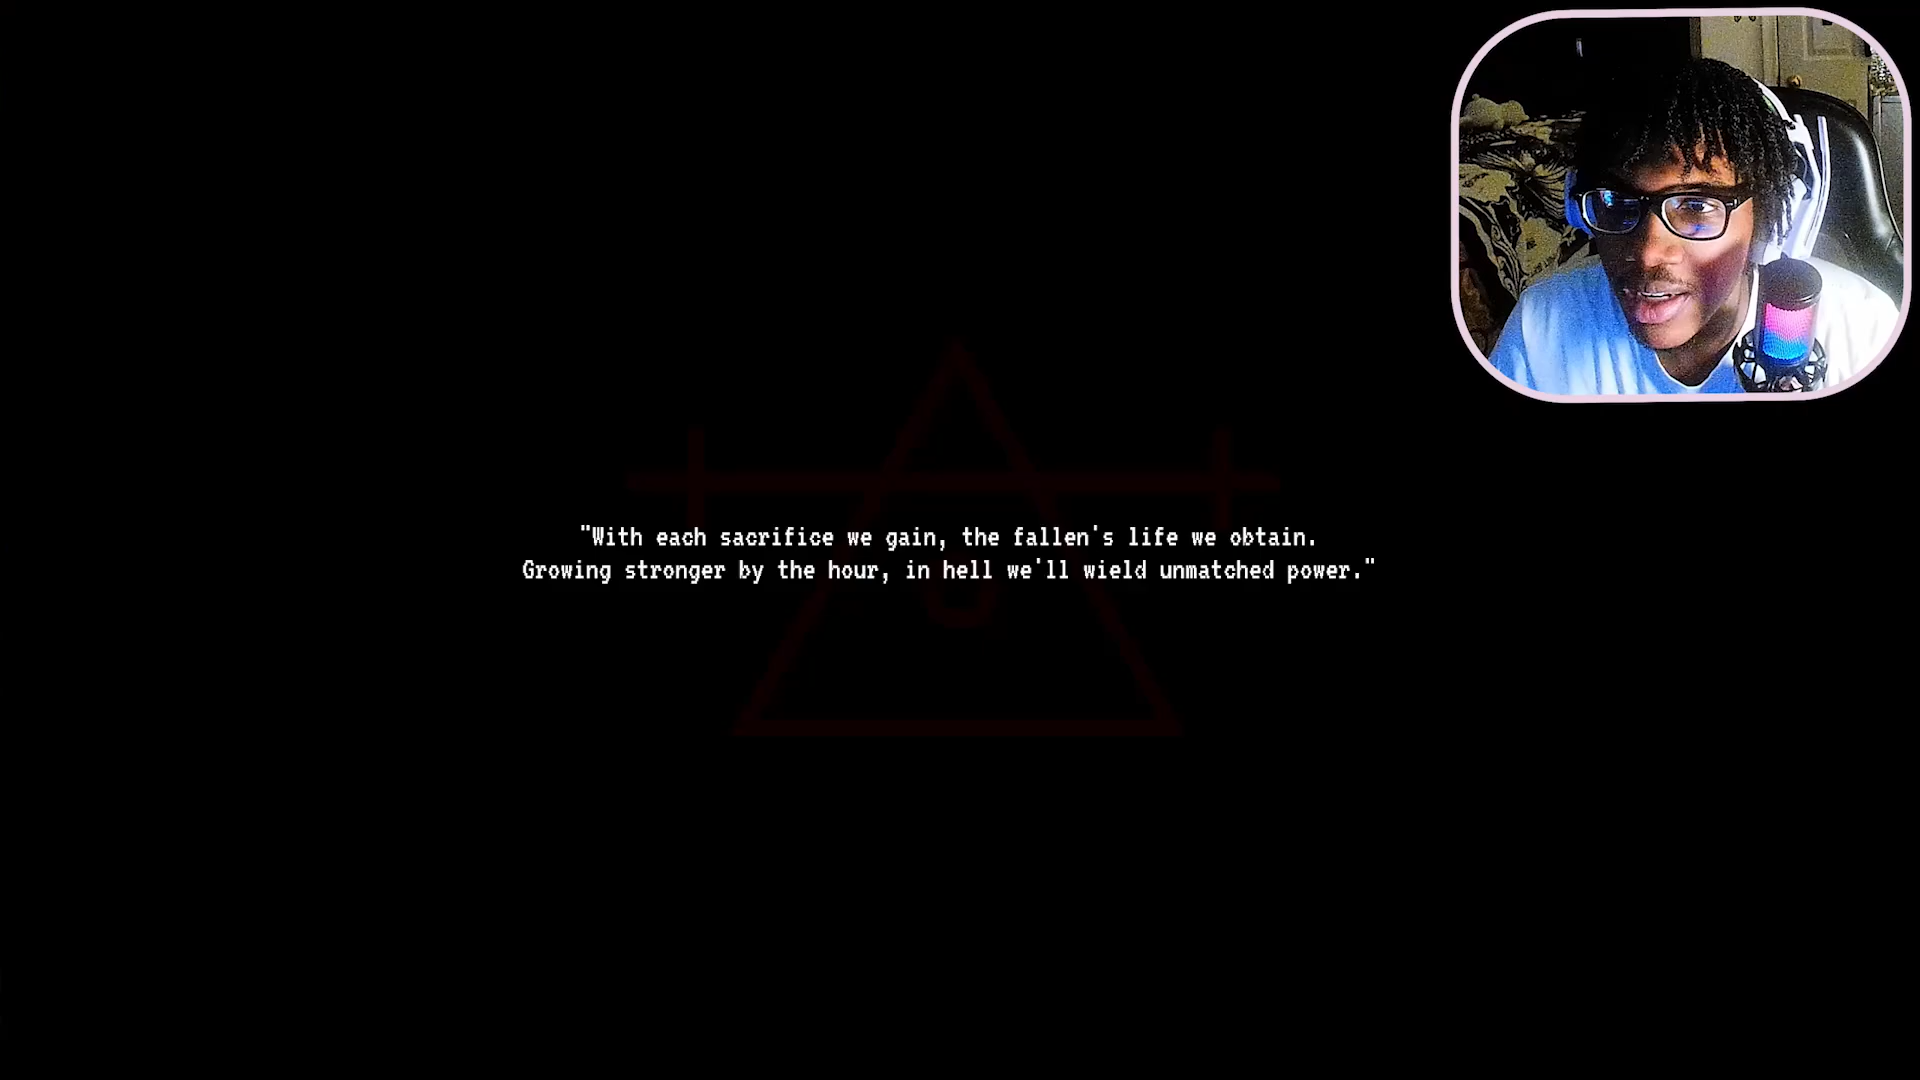 "With each sacrifice we gain, the fallen's life we obtain.
Growing stronger by the hour, in hell we'll wield unmatched power."